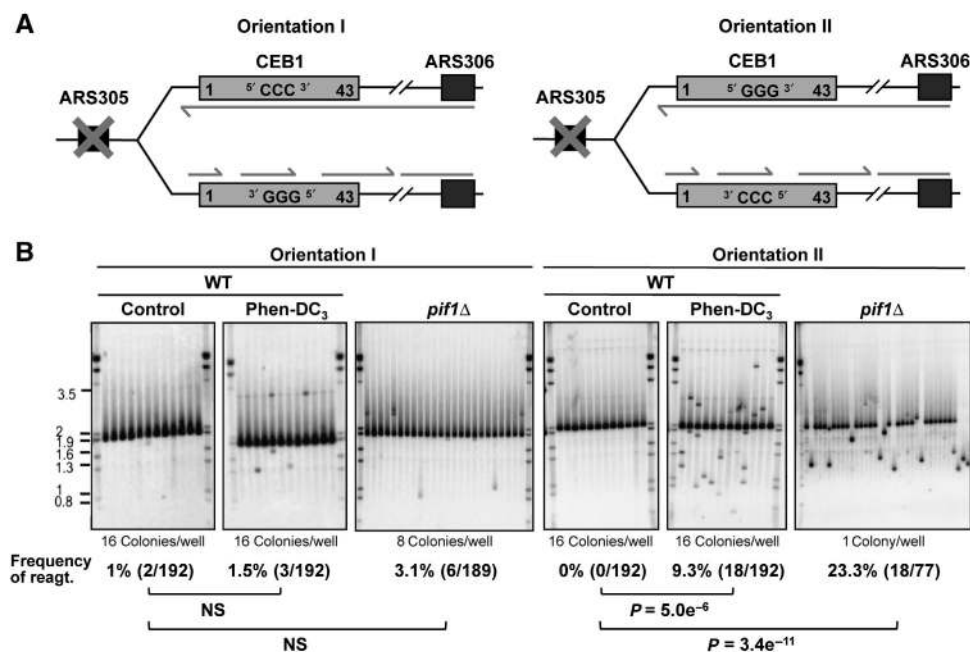 A
Orientation I
Orientation II
CEB1
ARS306
CEB1
ARS306
ARS305
1 5′ CCC 3′ 43
ARS305
1 5′ GGG 3′ 43
1 3′ GGG 5′ 43
1 3′ CCC 5′ 43
B
Orientation I
Orientation II
WT
WT
Control
Phen-DC3
pif1Δ
Control
Phen-DC3
pif1Δ
3.5
2
1.9
1.6
1.3
1
0.8
16 Colonies/well
16 Colonies/well
8 Colonies/well
16 Colonies/well
16 Colonies/well
1 Colony/well
Frequency
of reagt.
1% (2/192)
1.5% (3/192)
3.1% (6/189)
0% (0/192)
9.3% (18/192)
23.3% (18/77)
NS
P = 5.0e−6
NS
P = 3.4e−11